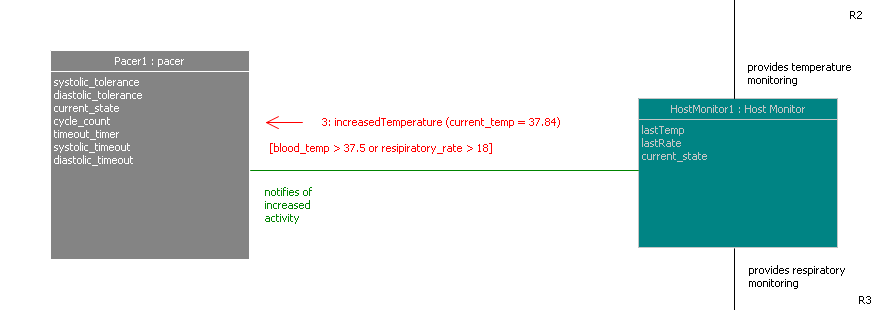 R2
Pacer1 : pacer
systolic_tolerance
diastolic_tolerance
current_state
cycle_count
timeout_timer
systolic_timeout
diastolic_timeout
3: increasedTemperature (current_temp = 37.84)
[blood_temp > 37.5 or resipiratory_rate > 18]
notifies of
increased
activity
provides temperature
monitoring
HostMonitor1 : Host Monitor
lastTemp
lastRate
current_state
provides respiratory
monitoring
R3